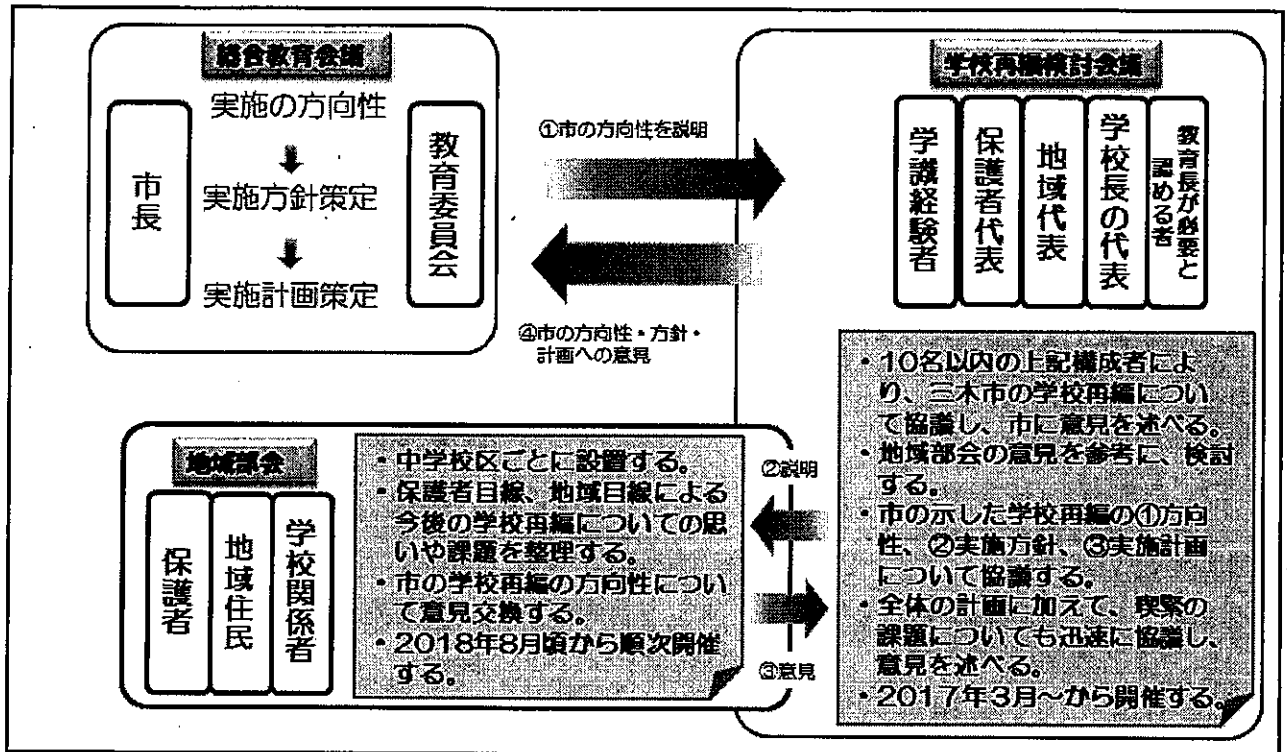 総合教育会議
実施の方向性
実施方針策定
実施計画策定
市長
教育委員会
①市の方向性を説明
④市の方向性・方針・
計画への意見
学校再編検討会議
学識経験者
保護者代表
地域代表
学校長の代表
教育長が必要と
認める者
・10名以内の上記構成者によ
り、三木市の学校再編につい
て協議し、市に意見を述べる。
・地域部会の意見を参考に、検討
する。
・市の示した学校再編の①方向
性、②実施方針、③実施計画
について協議する。
・全体の計画に加えて、喫緊の
課題についても迅速に協議し、
意見を述べる。
・2017年3月~から開催する。
地域部会
保護者
地域住民
学校関係者
・中学校区ごとに設置する。
・保護者目線、地域目線による
今後の学校再編についての思
いや課題を整理する。
・市の学校再編の方向性につい
て意見交換する。
・2018年8月頃から順次開催
する。
②説明
③意見